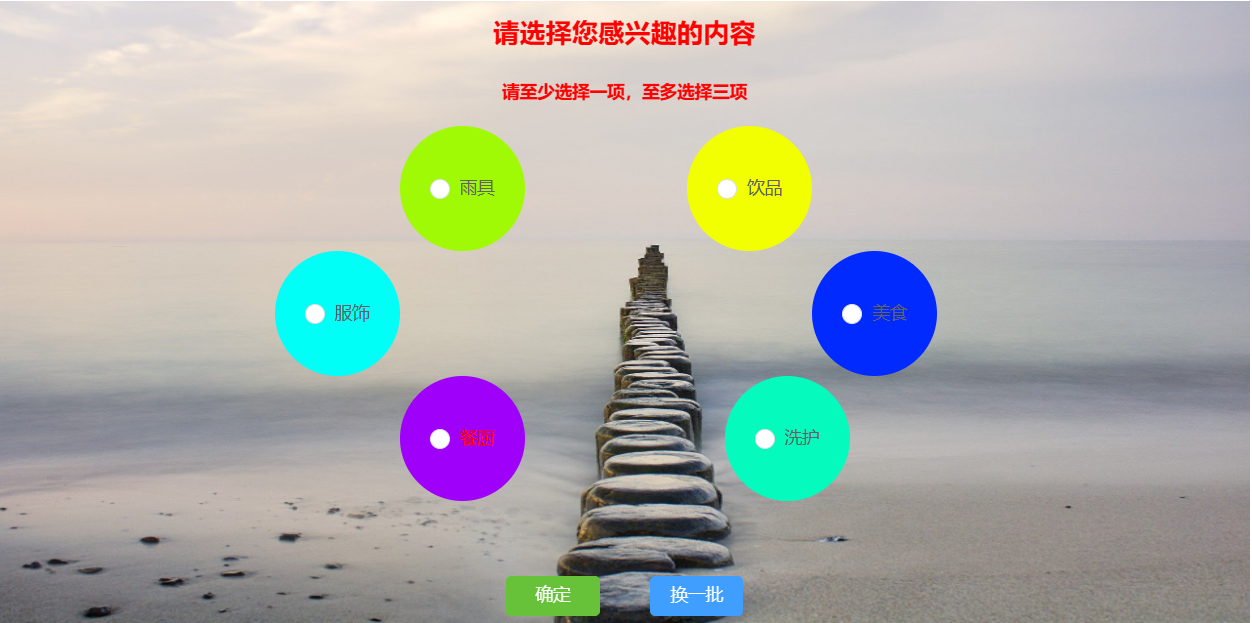 请选择您感兴趣的内容
请至少选择一项，至多选择三项
雨具
饮品
服饰
美食
餐厨
洗护
确定
换一批